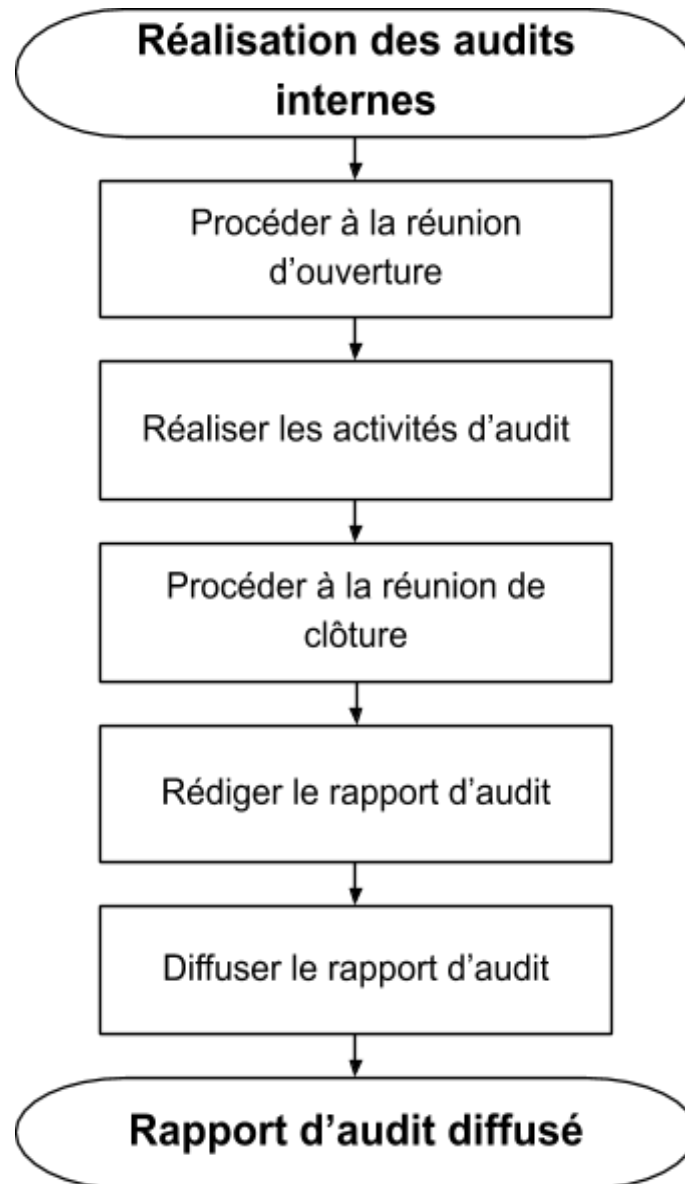 Réalisation des audits
internes
Procéder à la réunion
d’ouverture
Réaliser les activités d’audit
Procéder à la réunion de
clôture
Rédiger le rapport d’audit
Diffuser le rapport d’audit
Rapport d’audit diffusé